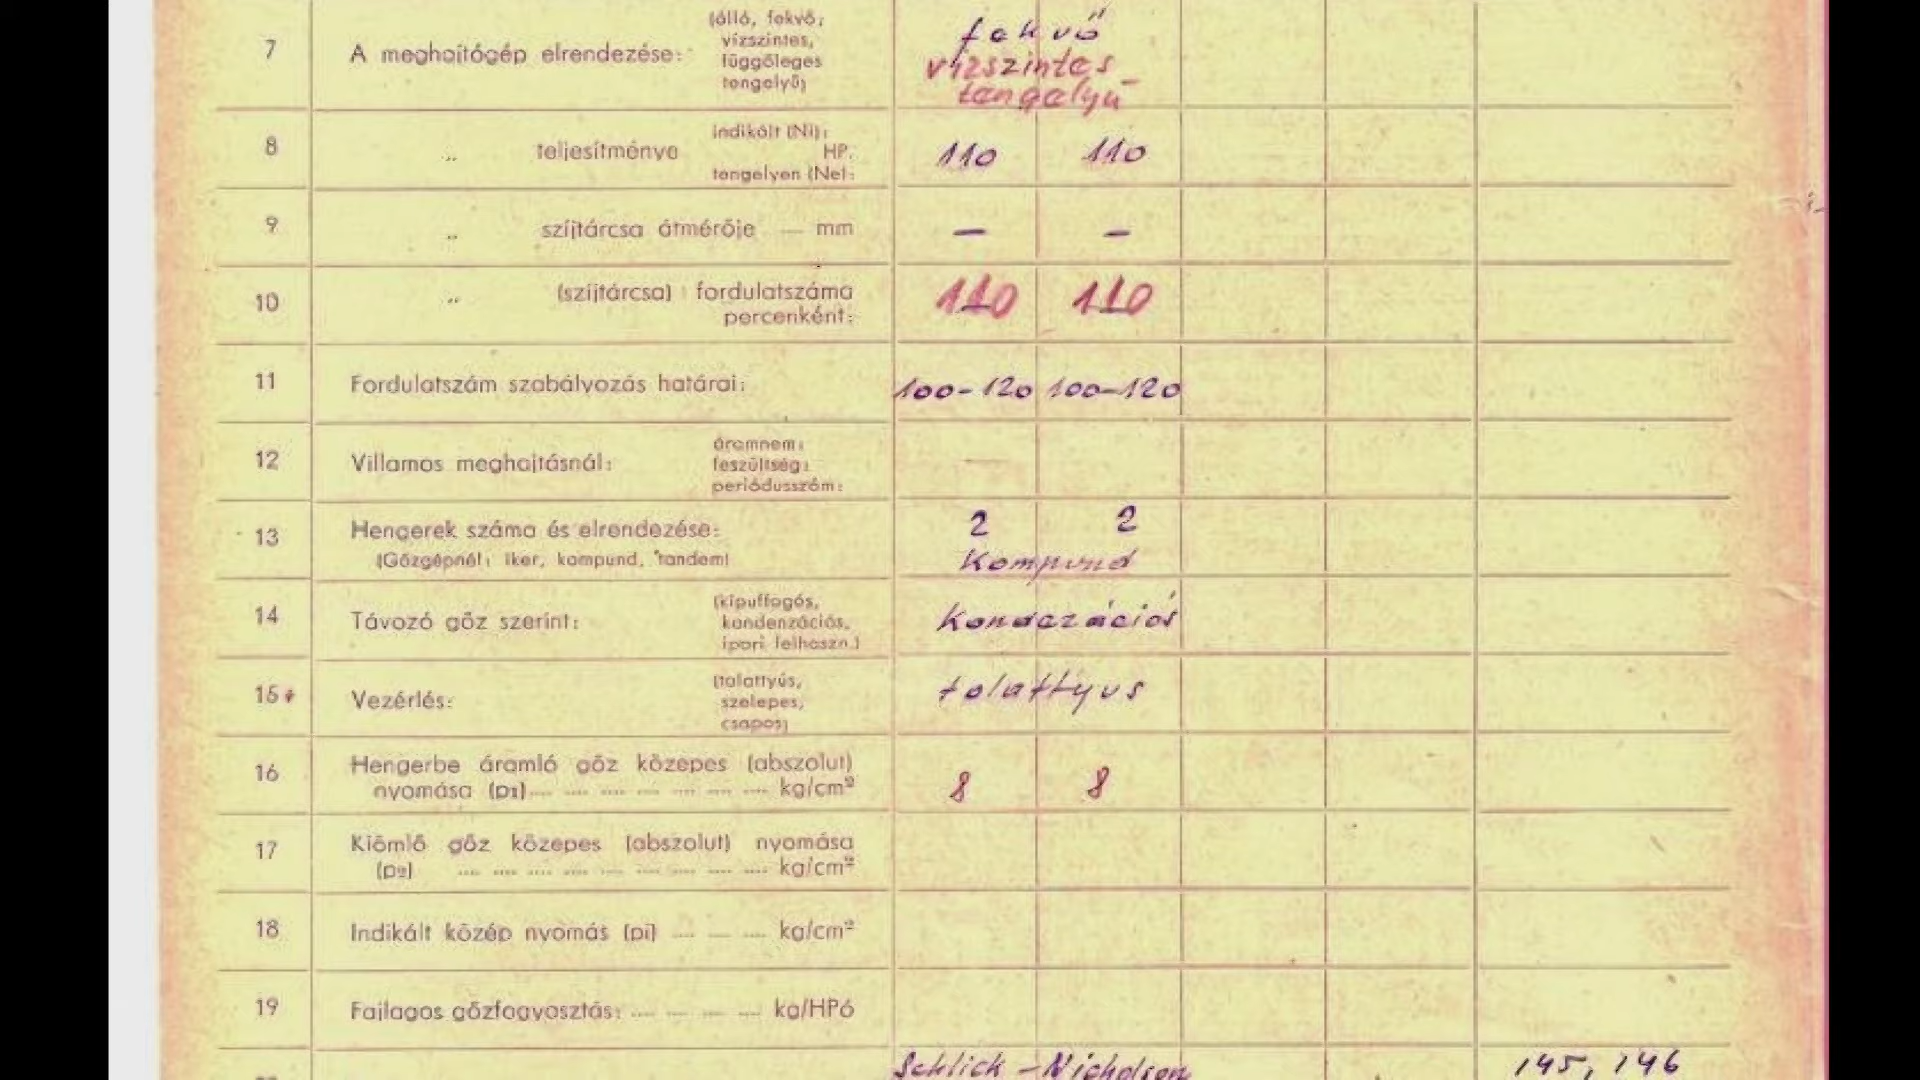 7 A meghajtógép elrendezése: (álló, fekvő, vízszintes, függőleges tengelyű) fekvő vizszintes tengelyű
8 „ teljesítménye indikált (Ni): HP. tengelyen (Ne): 110 110
9 „ szíjtárcsa átmérője — mm — —
10 „ (szíjtárcsa) fordulatszáma percenként: 110 110
11 Fordulatszám szabályozás határai: 100-120 100-120
12 Villamos meghajtásnál: áramnem: feszültség: periódusszám:
13 Hengerek száma és elrendezése: (Gőzgépnél: iker, kompund, tandem) 2 2 Kompund
14 Távozó gőz szerint: (kipuffogós, kondenzációs, ipari felhaszn.) Kondezációs
15 Vezérlés: (tolattyús, szelepes, csapos) tolattyus
16 Hengerbe áramló gőz közepes (abszolut) nyomása (p1) kg/cm² 8 8
17 Kiömlő gőz közepes (abszolut) nyomása (p2) kg/cm²
18 Indikált közép nyomás (pi) kg/cm²
19 Fajlagos gőzfogyasztás: kg/HPó
Schlick - Nicholson 145, 146